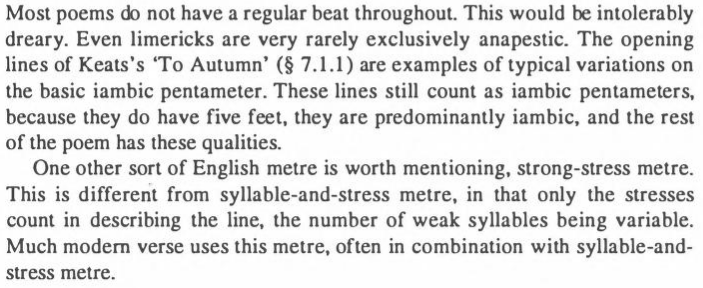 Most poems do not have a regular beat throughout. This would be intolerably
dreary. Even limericks are very rarely exclusively anapestic. The opening
lines of Keats's ‘To Autumn’ (§ 7.1.1) are examples of typical variations on
the basic iambic pentameter. These lines still count as iambic pentameters,
because they do have five feet, they are predominantly iambic, and the rest
of the poem has these qualities.
One other sort of English metre is worth mentioning, strong-stress metre.
This is different from syllable-and-stress metre, in that only the stresses
count in describing the line, the number of weak syllables being variable.
Much modern verse uses this metre, often in combination with syllable-and-
stress metre.